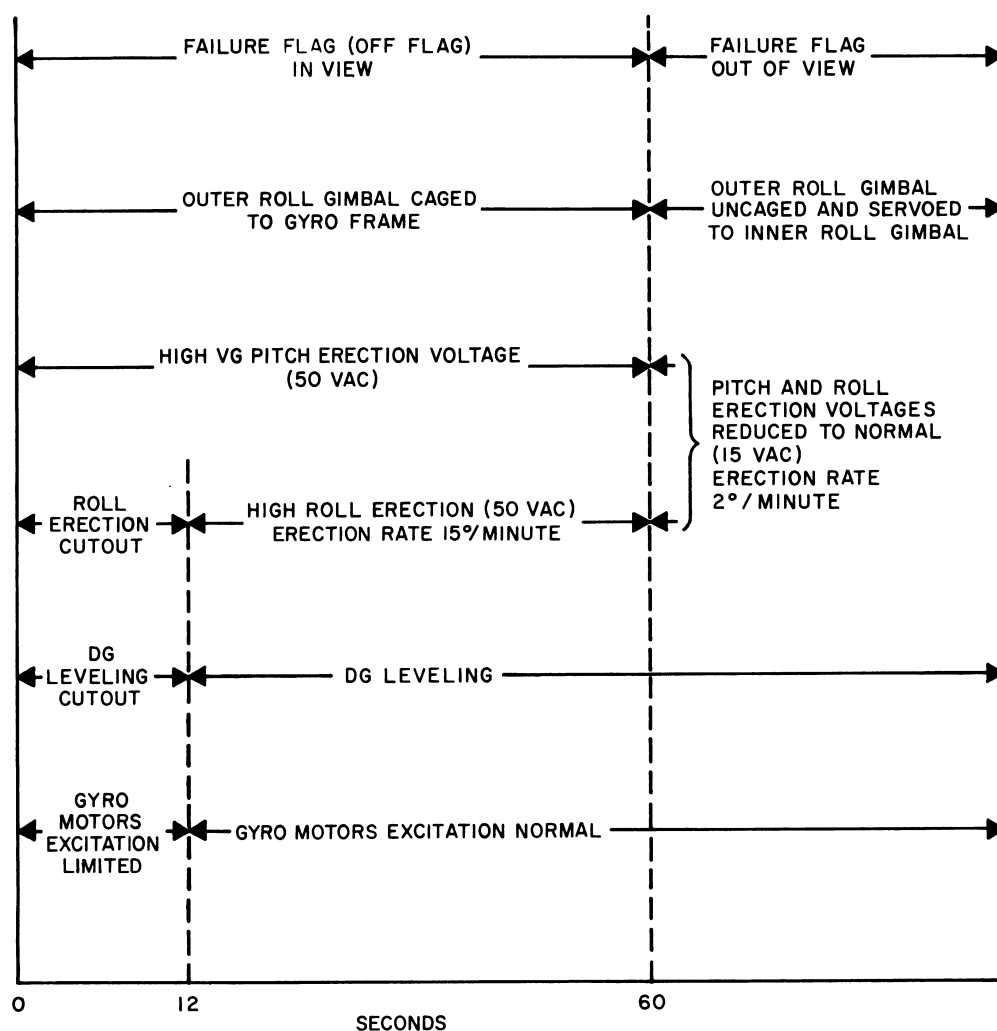 FAILURE FLAG (OFF FLAG)
IN VIEW
FAILURE FLAG
OUT OF VIEW
OUTER ROLL GIMBAL CAGED
TO GYRO FRAME
OUTER ROLL GIMBAL
UNCAGED AND SERVOED
TO INNER ROLL GIMBAL
HIGH VG PITCH ERECTION VOLTAGE
(50 VAC)
PITCH AND ROLL
ERECTION VOLTAGES
REDUCED TO NORMAL
(15 VAC)
ERECTION RATE
2°/MINUTE
ROLL
ERECTION
CUTOUT
HIGH ROLL ERECTION (50 VAC)
ERECTION RATE 15°/MINUTE
DG
LEVELING
CUTOUT
DG LEVELING
GYRO
MOTORS
EXCITATION
LIMITED
GYRO MOTORS EXCITATION NORMAL
0 12 60
SECONDS